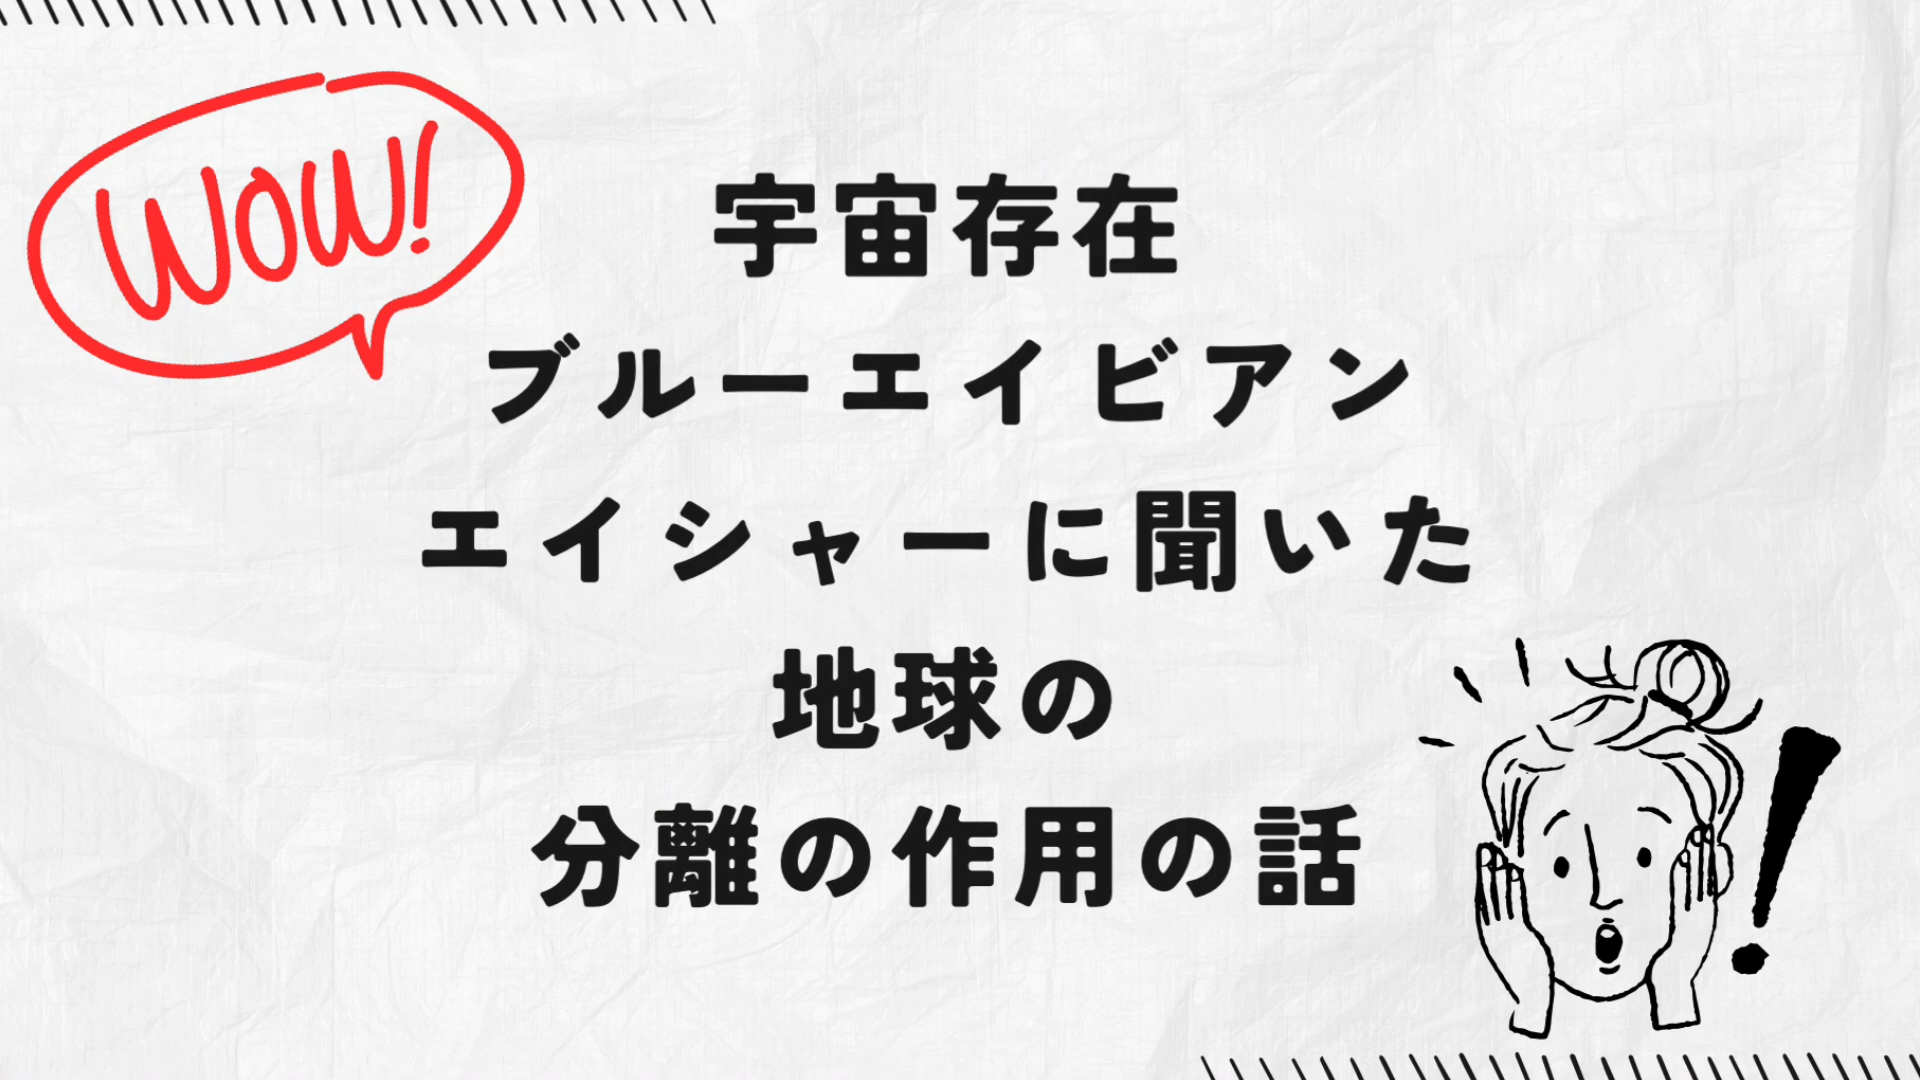 WOW!
宇宙存在
ブルーエイビアン
エイシャーに聞いた
地球の
分離の作用の話